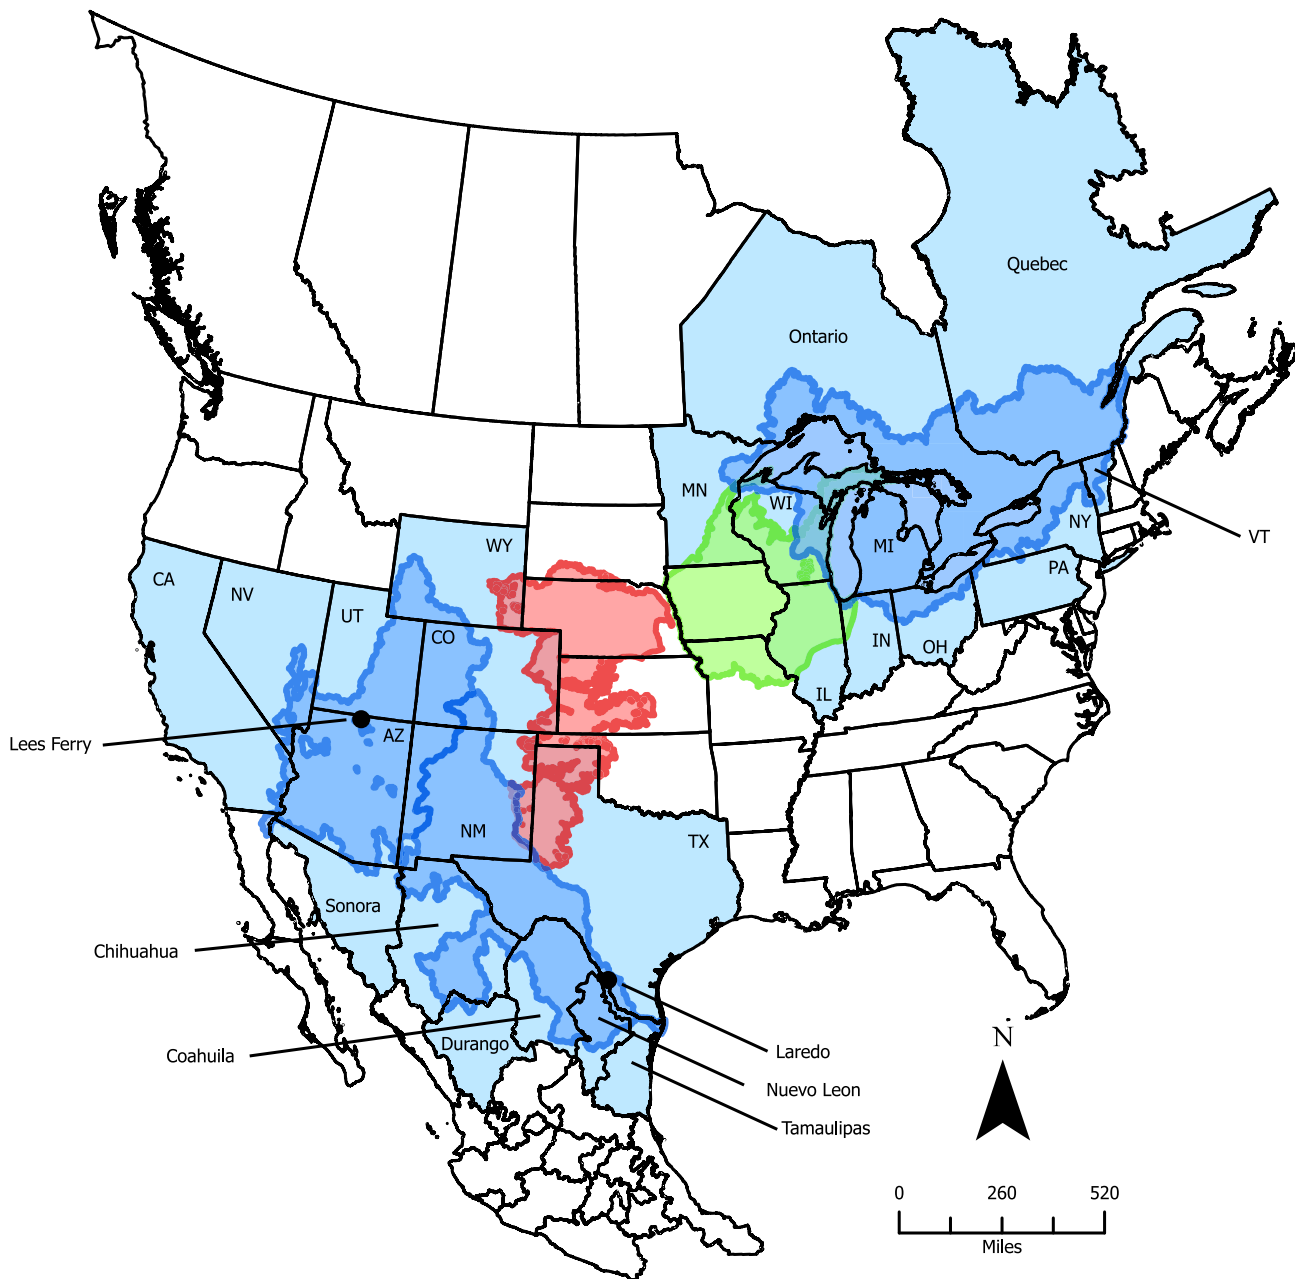 Quebec
Ontario
MN
WI
NY
VT
WY
MI
PA
CA
NV
UT
CO
IN
OH
IL
Lees Ferry
AZ
NM
TX
Sonora
Chihuahua
Durango
Coahuila
Laredo
Nuevo Leon
Tamaulipas
N
0 260 520
Miles